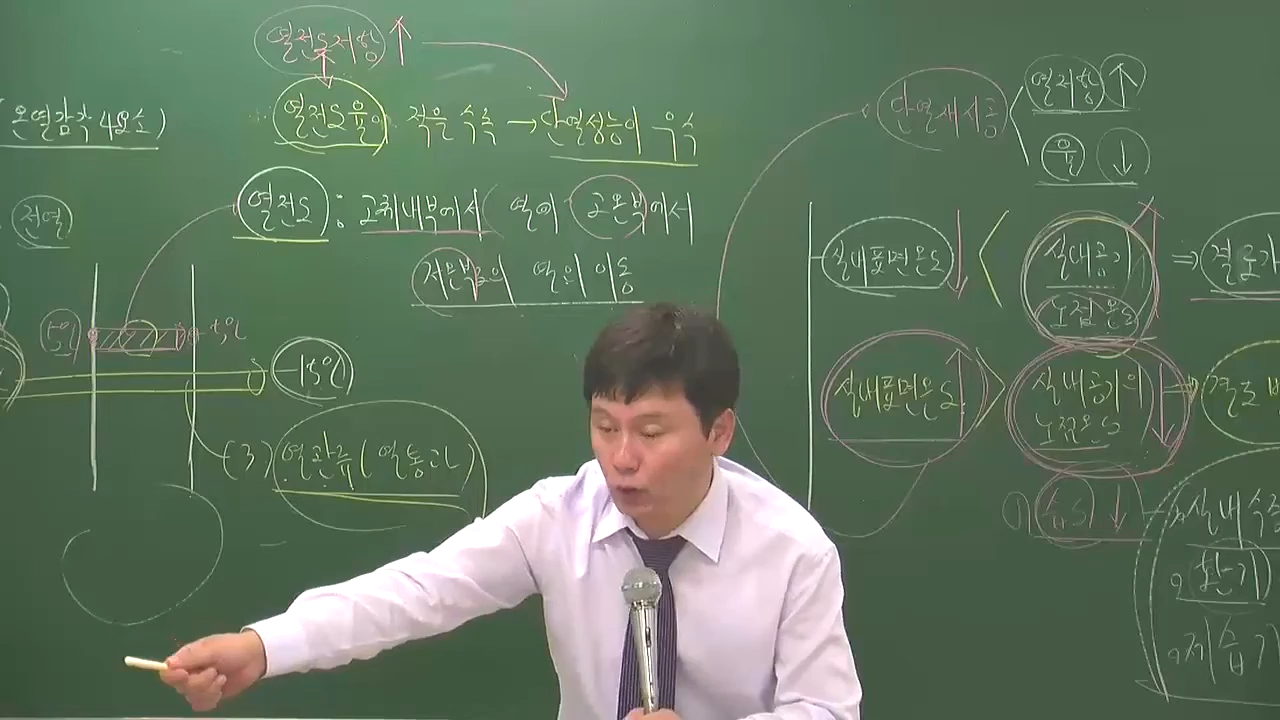 열전도저항 ↑
(온열감각 4요소)
열전도율이 적은 수록 → 단열성능이 우수
전열
열전도 : 고체내부에서 열이 고온부에서
저온부로의 열의 이동
5℃ -5℃
-15℃
(3) 열관류(열통과)
단열재시공 < 열저항 ↑
율 ↓
실내표면온도 ↓ < 실내공기 노점온도 ↑ ⇒ 결로
실내표면온도 ↑ > 실내공기의 노점온도 ↓ ⇒ 결로
습도 ↓
실내 수증
환기